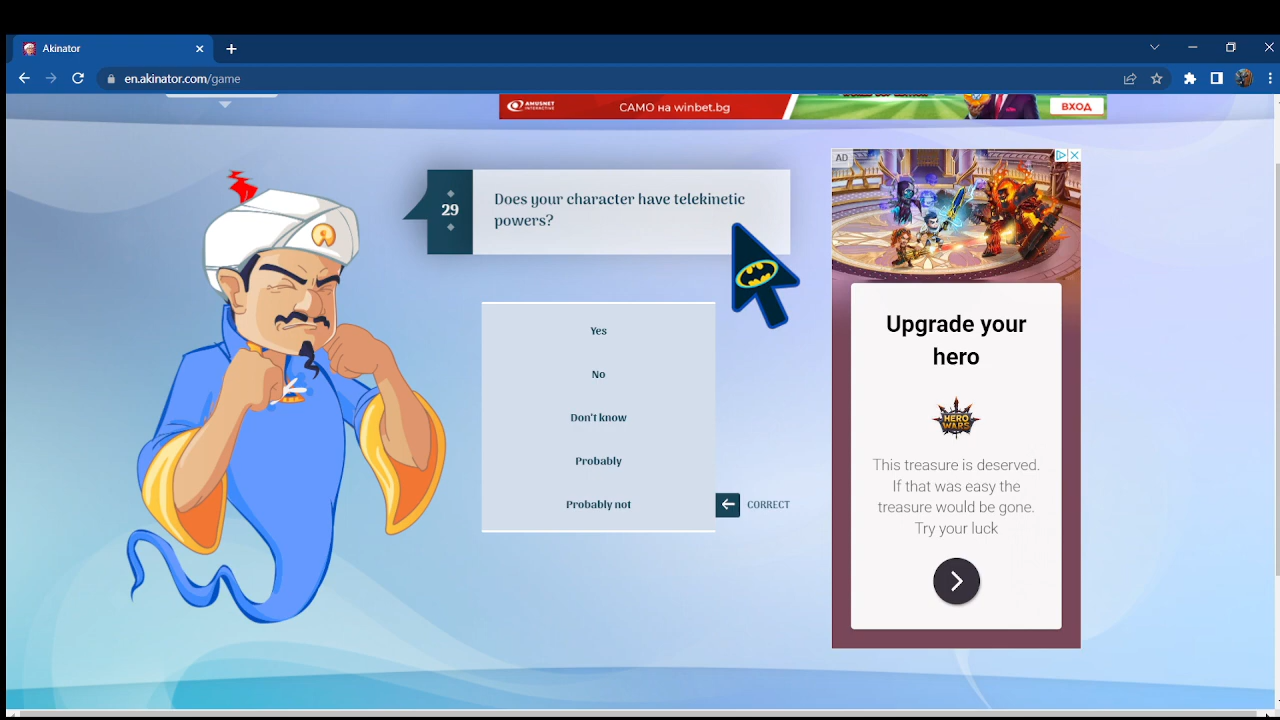 Akinator
en.akinator.com/game
AMUSNET
INTERACTIVE
САМО на winbet.bg
ВХОД
29
Does your character have telekinetic
powers?
Yes
No
Don't know
Probably
Probably not
CORRECT
AD
Upgrade your
hero
HERO
WARS
This treasure is deserved.
If that was easy the
treasure would be gone.
Try your luck